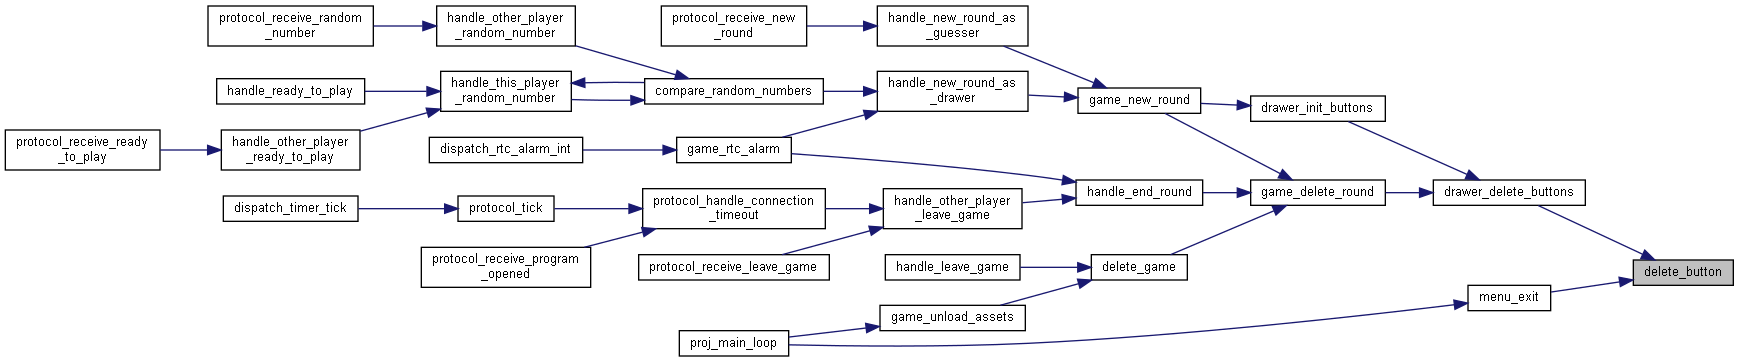 protocol_receive_random
_number
handle_other_player
_random_number
protocol_receive_new
_round
handle_new_round_as
_guesser
handle_ready_to_play
handle_this_player
_random_number
compare_random_numbers
handle_new_round_as
_drawer
game_new_round
drawer_init_buttons
protocol_receive_ready
_to_play
handle_other_player
_ready_to_play
dispatch_rtc_alarm_int
game_rtc_alarm
handle_end_round
game_delete_round
drawer_delete_buttons
dispatch_timer_tick
protocol_tick
protocol_handle_connection
_timeout
handle_other_player
_leave_game
protocol_receive_program
_opened
protocol_receive_leave_game
handle_leave_game
delete_game
delete_button
menu_exit
game_unload_assets
proj_main_loop